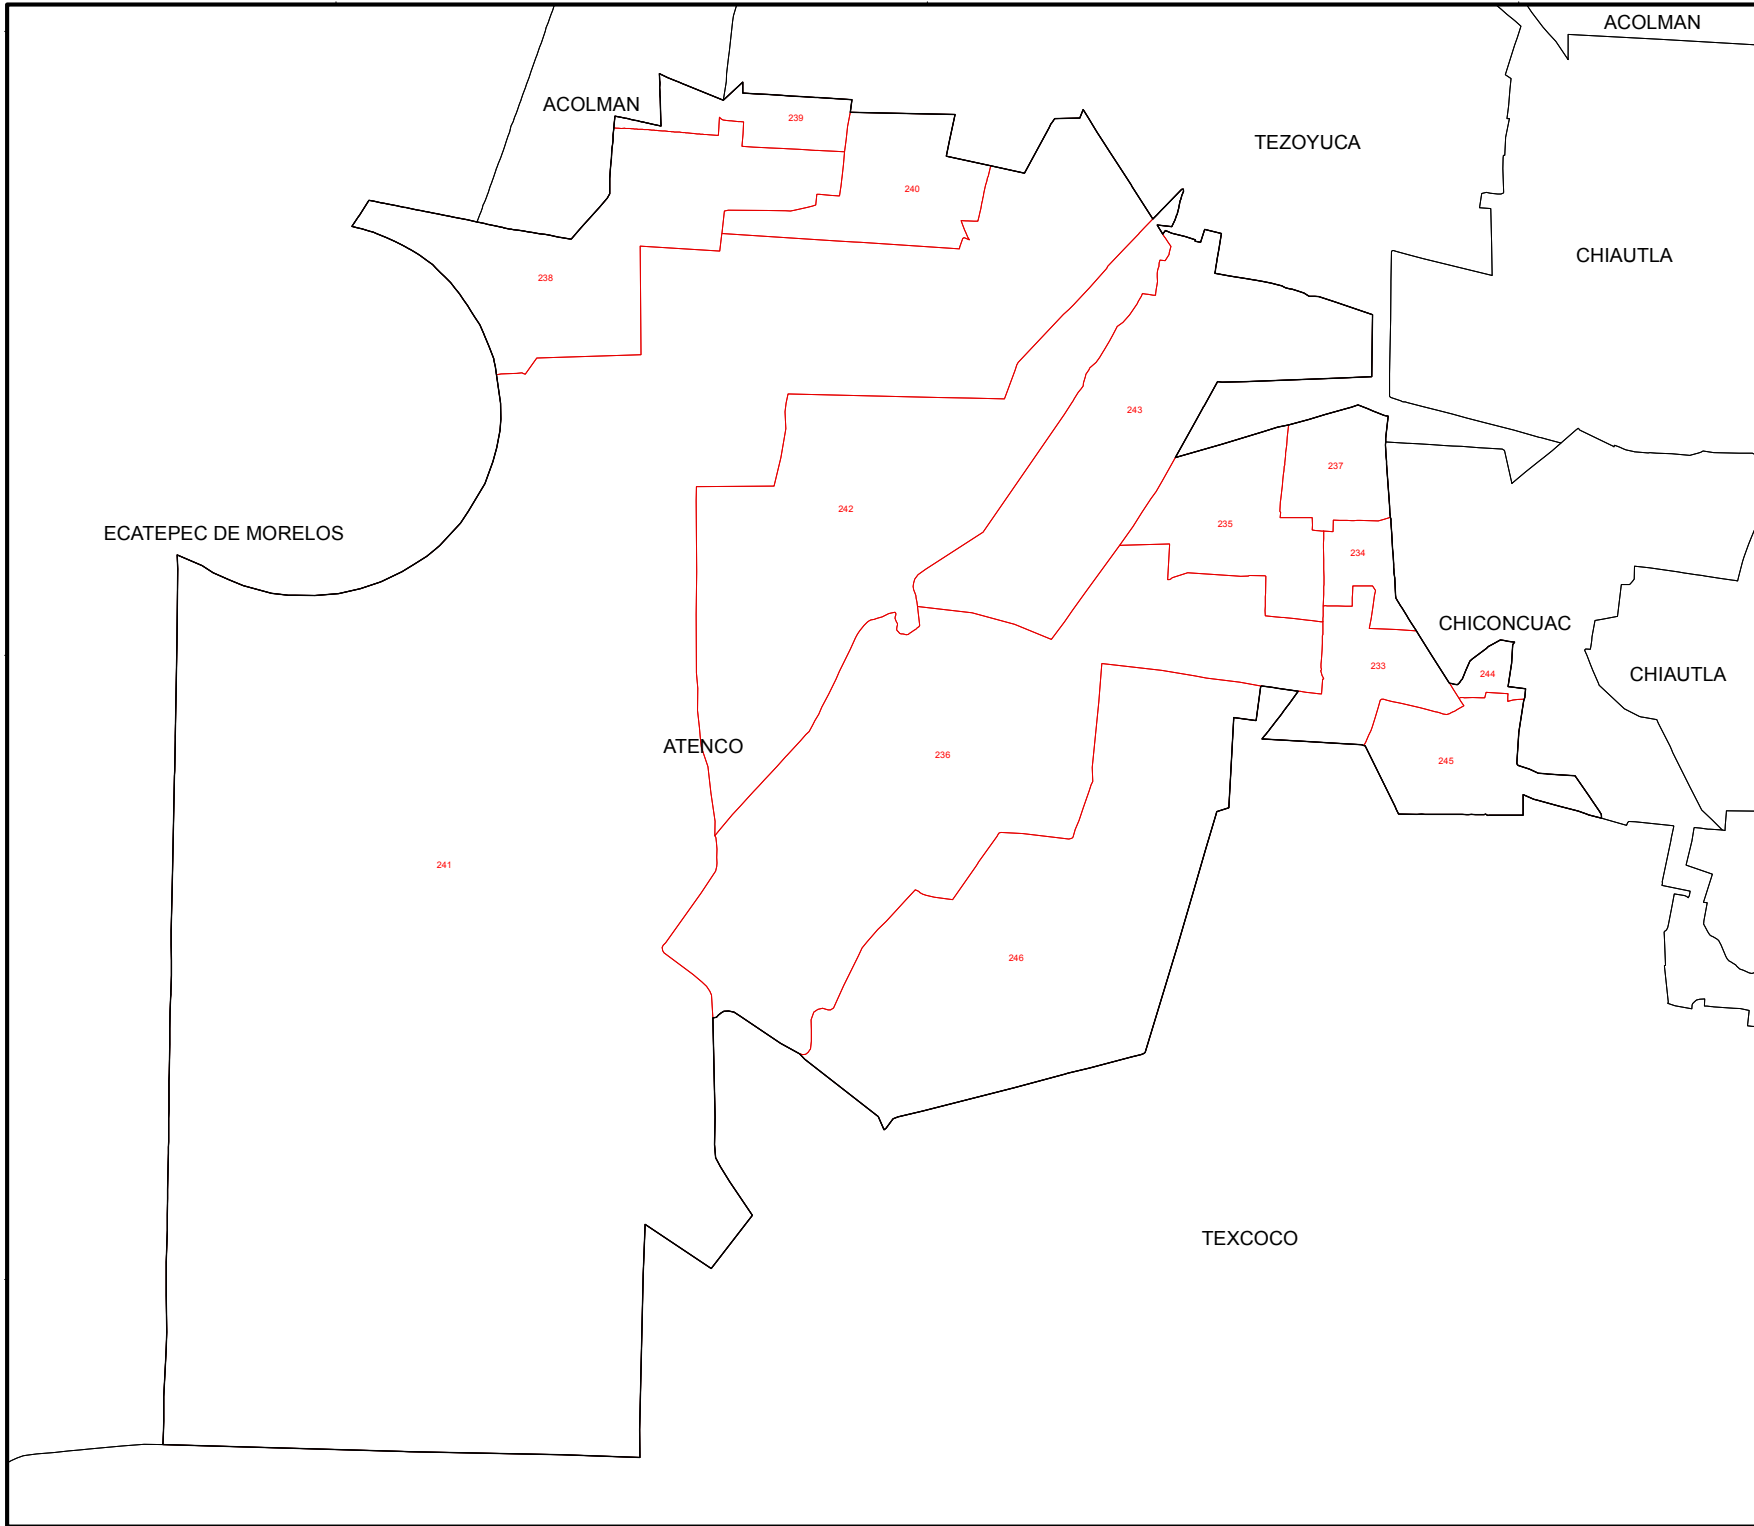 ACOLMAN
ACOLMAN
239
TEZOYUCA
240
CHIAUTLA
238
243
237
242
235
ECATEPEC DE MORELOS
234
CHICONCUAC
233
244
CHIAUTLA
ATENCO
236
245
241
246
TEXCOCO